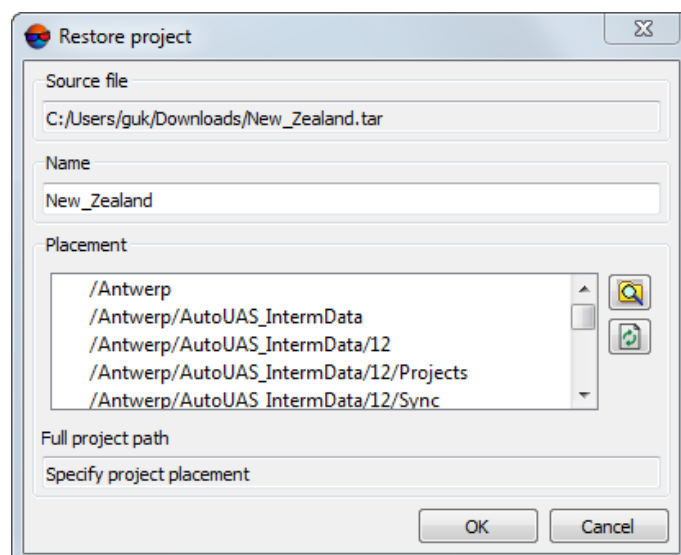 Restore project
Source file
C:/Users/guk/Downloads/New_Zealand.tar
Name
New_Zealand
Placement
/Antwerp
/Antwerp/AutoUAS_IntermData
/Antwerp/AutoUAS_IntermData/12
/Antwerp/AutoUAS_IntermData/12/Projects
/Antwerp/AutoUAS_IntermData/12/Sync
Full project path
Specify project placement
OK Cancel